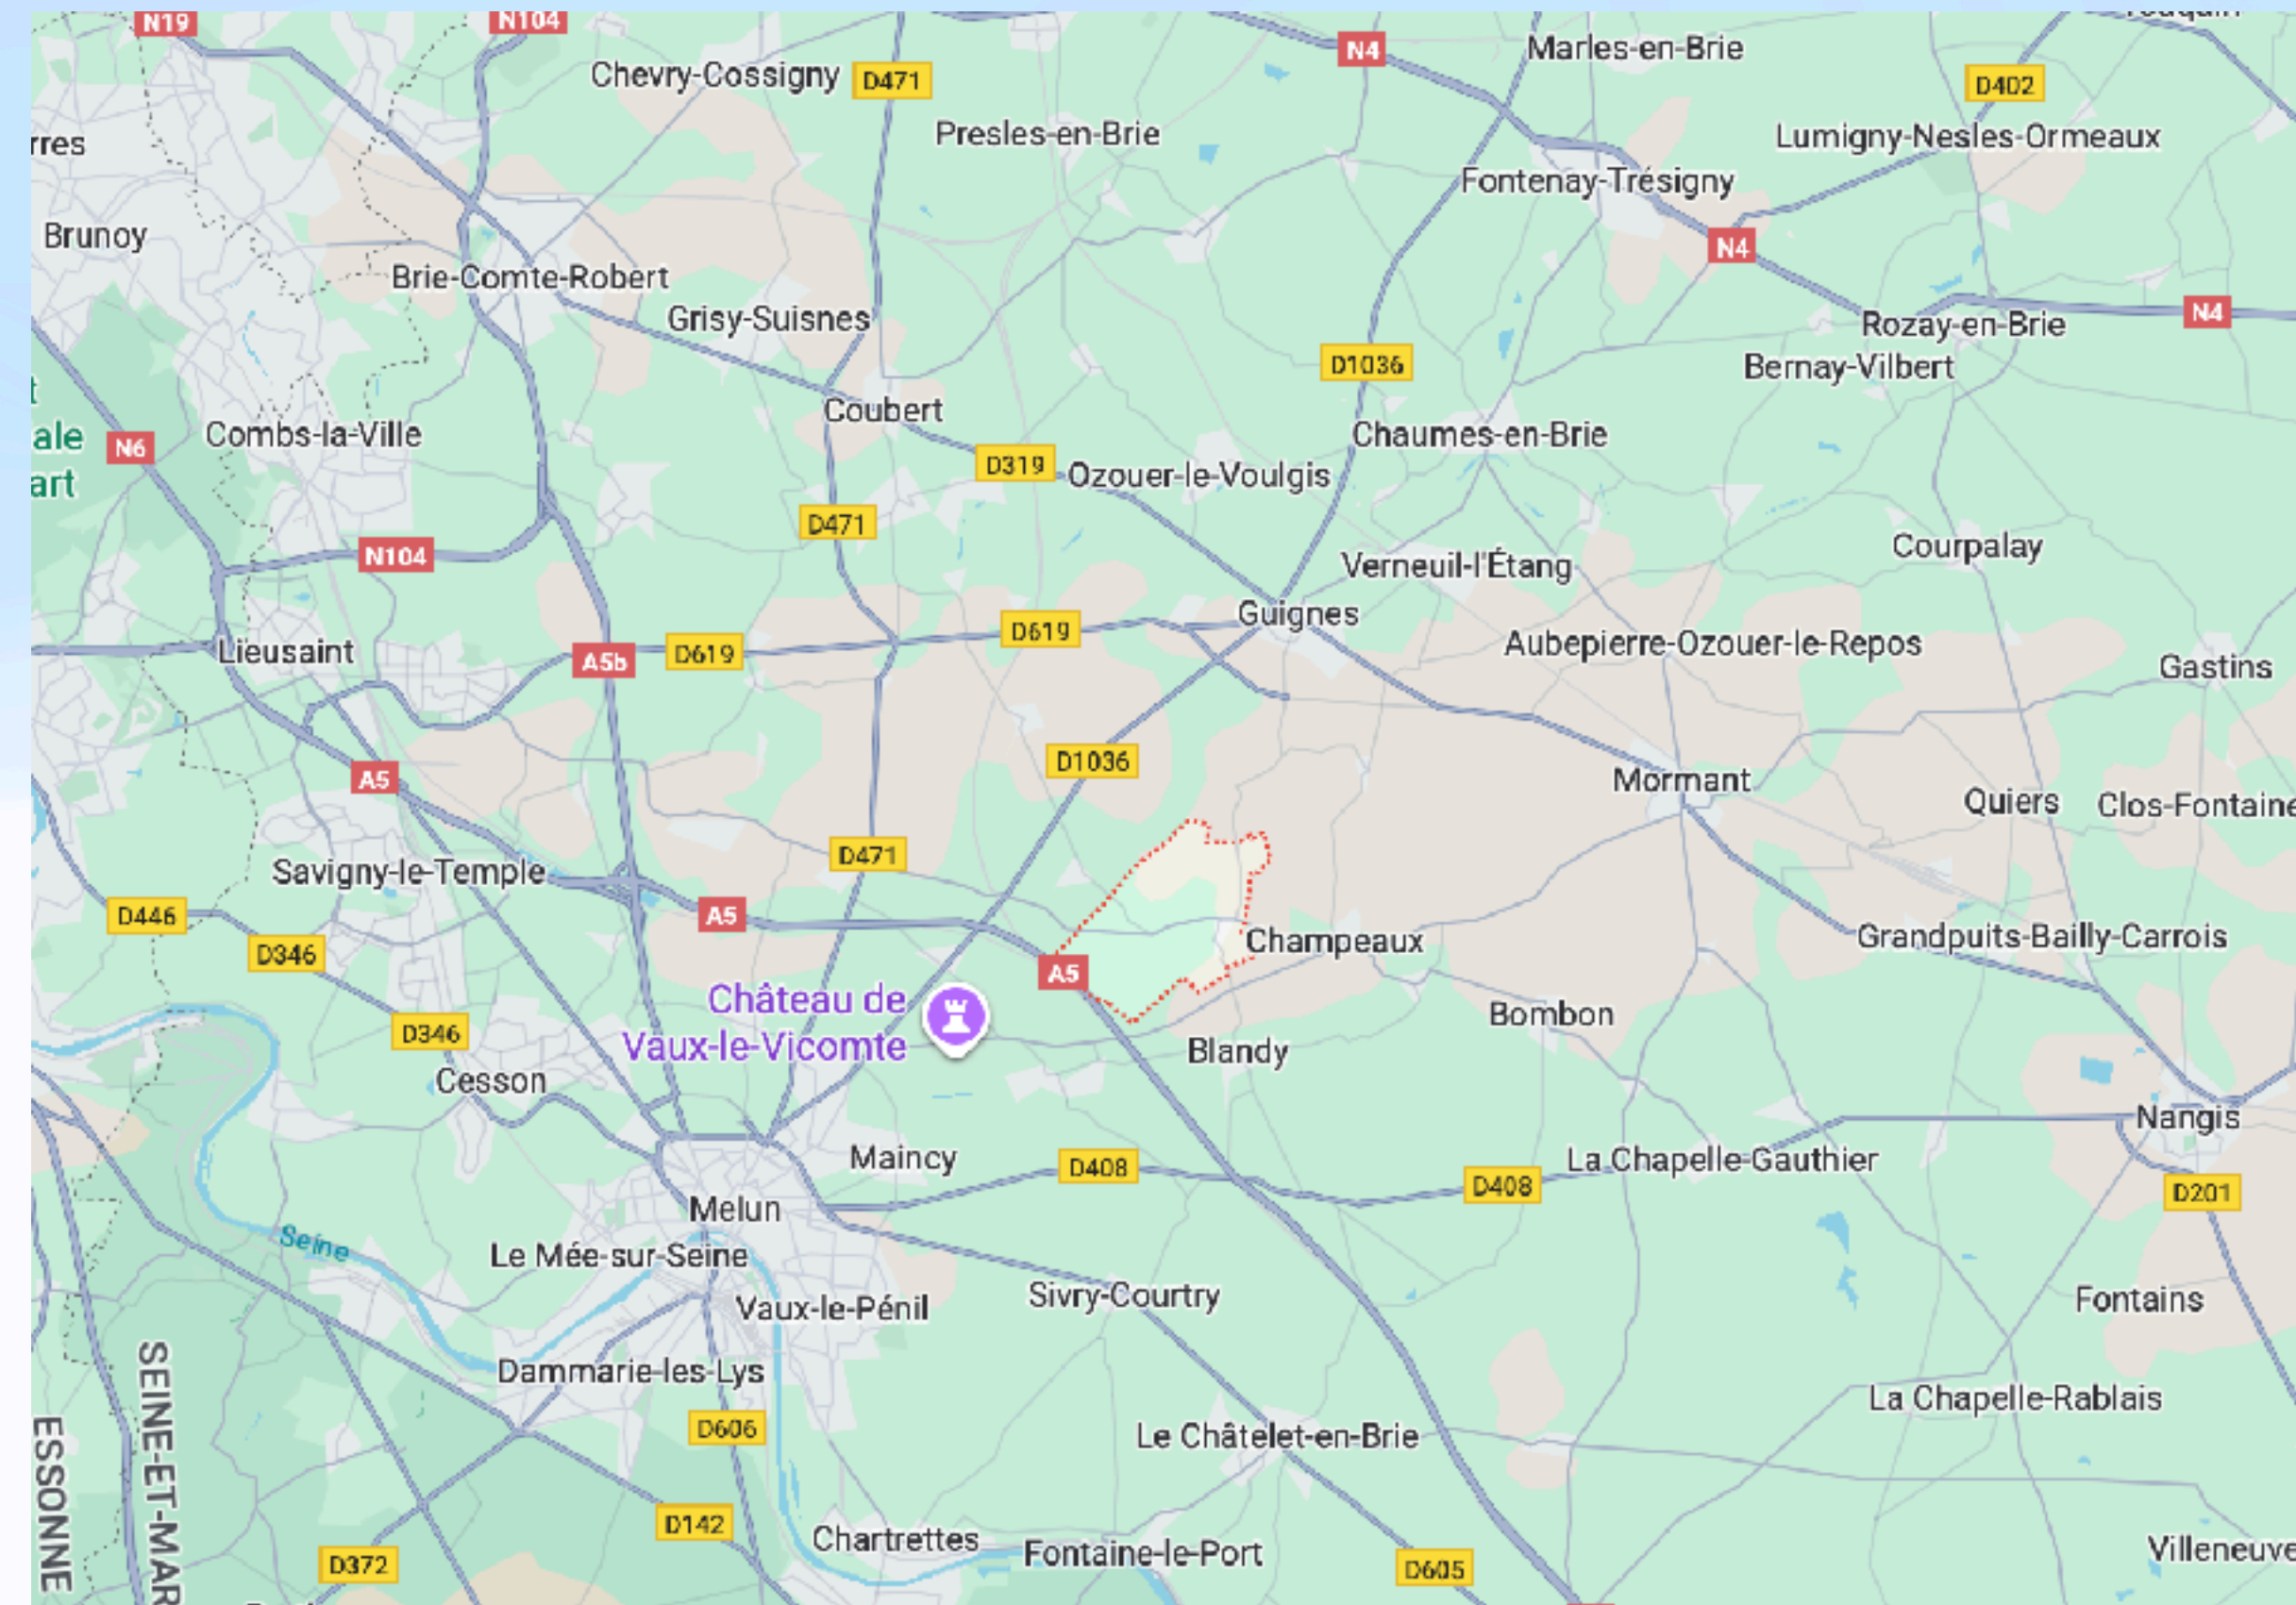 N19
N104
N4
Marles-en-Brie
Chevry-Cossigny
D471
D402
Presles-en-Brie
Lumigny-Nesles-Ormeaux
rres
Fontenay-Trésigny
Brunoy
N4
Brie-Comte-Robert
Grisy-Suisnes
N4
Rozay-en-Brie
D1036
Bernay-Vilbert
t
ale
art
Coubert
N6
Combs-la-Ville
Chaumes-en-Brie
D319
Ozouer-le-Voulgis
D471
N104
Courpalay
Verneuil-l'Étang
Guignes
D619
Aubepierre-Ozouer-le-Repos
Lieusaint
A5b
D619
Gastins
D1036
A5
Mormant
Quiers
Clos-Fontaine
D471
Savigny-le-Temple
D446
A5
Champeaux
Grandpuits-Bailly-Carrois
D346
A5
Château de
Vaux-le-Vicomte
Bombon
D346
Blandy
Cesson
Nangis
Maincy
D408
La Chapelle-Gauthier
D408
D201
Melun
Seine
Le Mée-sur-Seine
Sivry-Courtry
Fontains
Vaux-le-Pénil
Dammarie-les-Lys
La Chapelle-Rablais
SEINE-ET-MAR
ESSONNE
D606
Le Châtelet-en-Brie
D142
Chartrettes
Fontaine-le-Port
Villeneuve
D372
D605